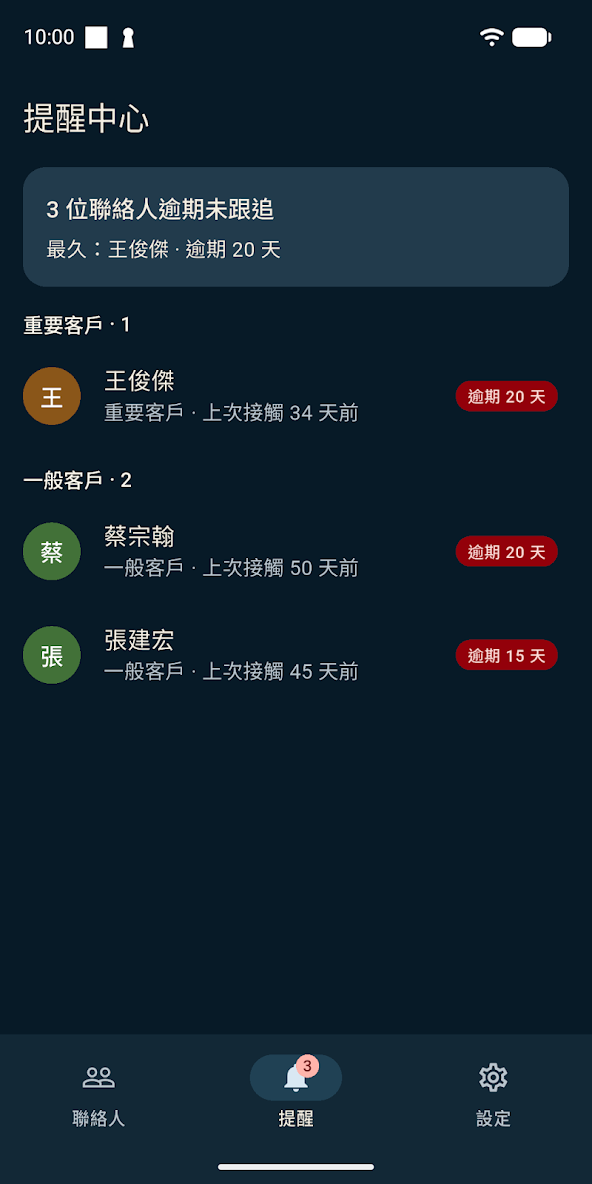 10:00
提醒中心
3 位聯絡人逾期未跟追
最久：王俊傑 · 逾期 20 天
重要客戶 · 1
王
王俊傑
重要客戶 · 上次接觸 34 天前
逾期 20 天
一般客戶 · 2
蔡
蔡宗翰
一般客戶 · 上次接觸 50 天前
逾期 20 天
張
張建宏
一般客戶 · 上次接觸 45 天前
逾期 15 天
3
聯絡人
提醒
設定